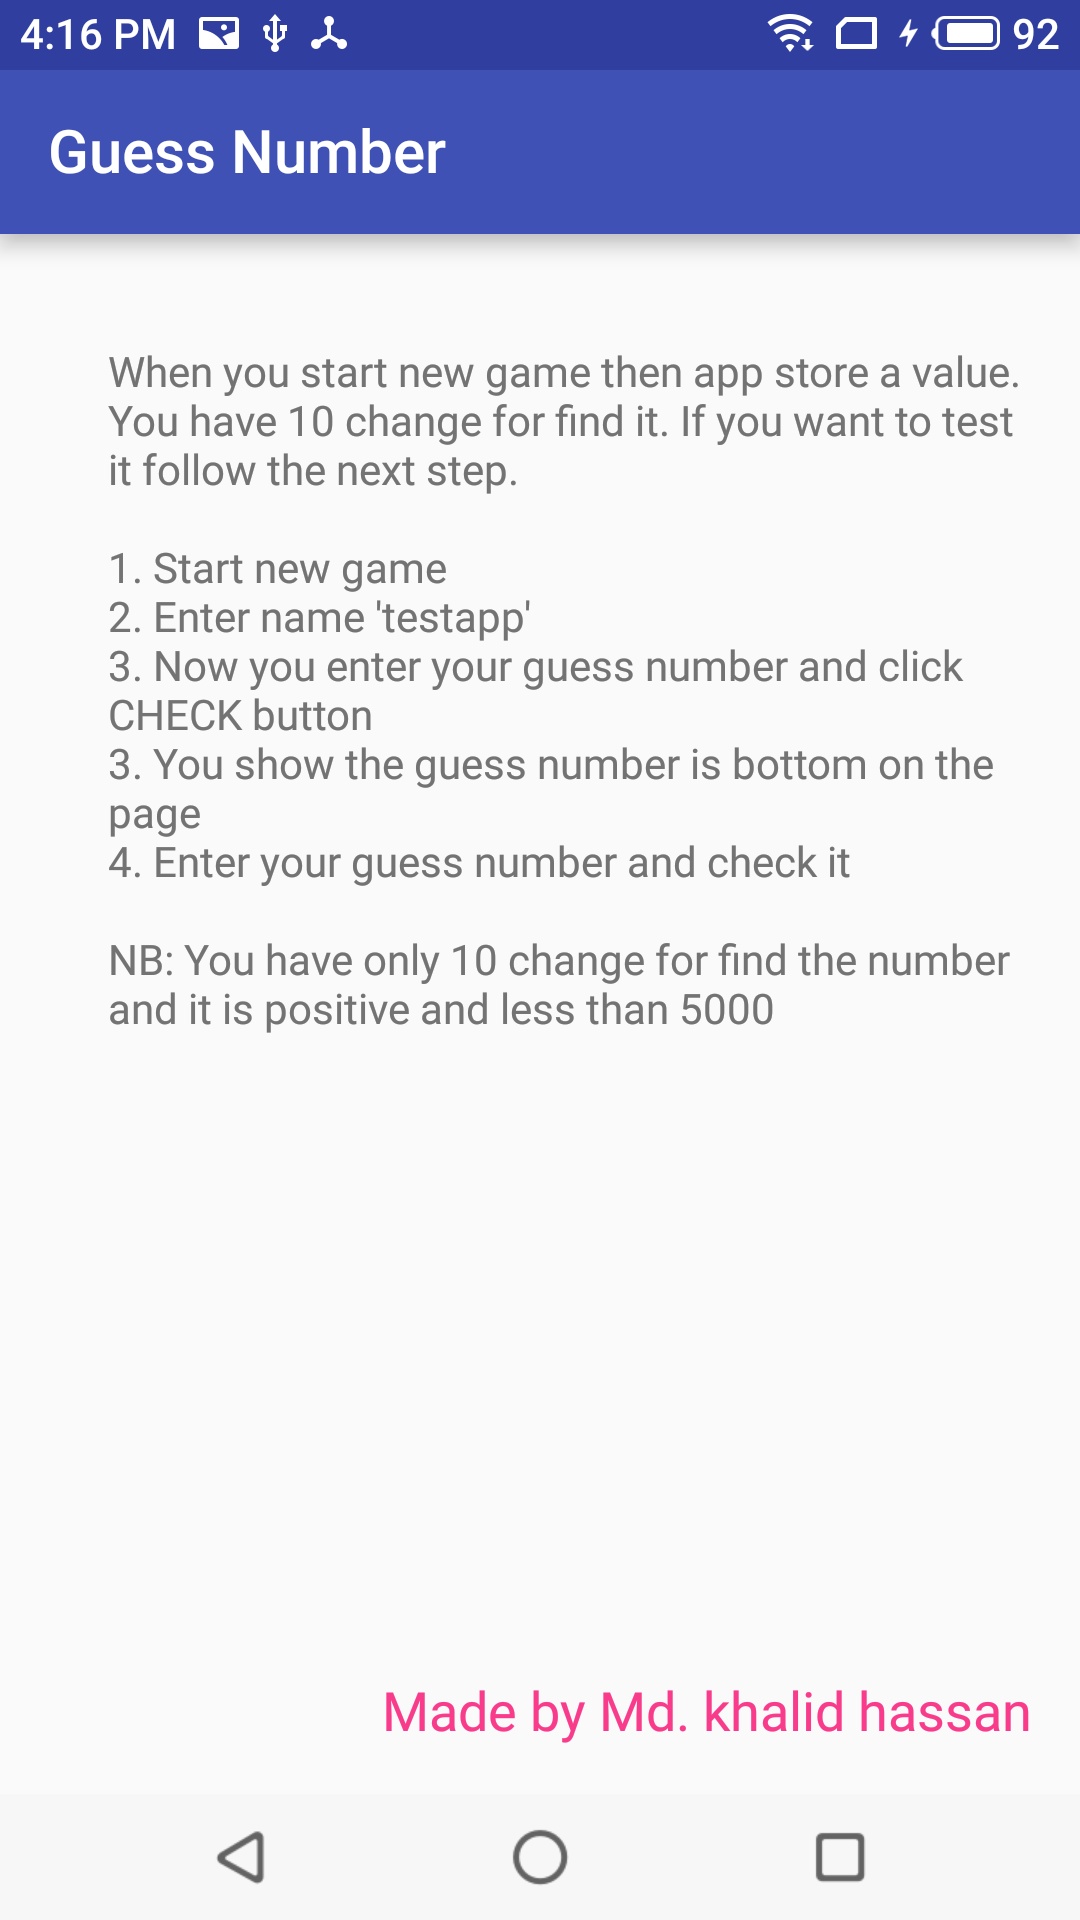 4:16 PM 92
Guess Number
When you start new game then app store a value.
You have 10 change for find it. If you want to test
it follow the next step.
1. Start new game
2. Enter name 'testapp'
3. Now you enter your guess number and click
CHECK button
3. You show the guess number is bottom on the
page
4. Enter your guess number and check it
NB: You have only 10 change for find the number
and it is positive and less than 5000
Made by Md. khalid hassan